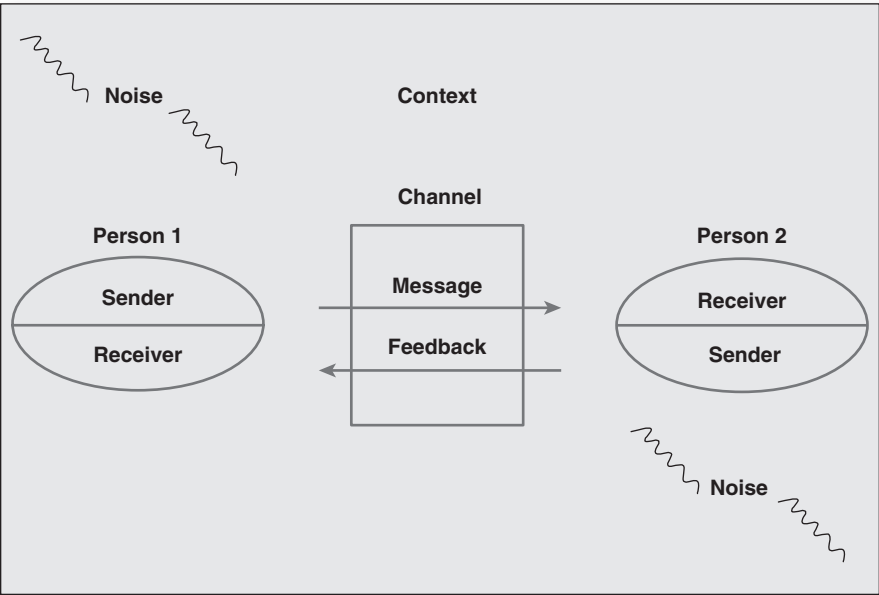 Noise
Context
Channel
Person 1
Person 2
Sender
Message
Receiver
Receiver
Feedback
Sender
Noise